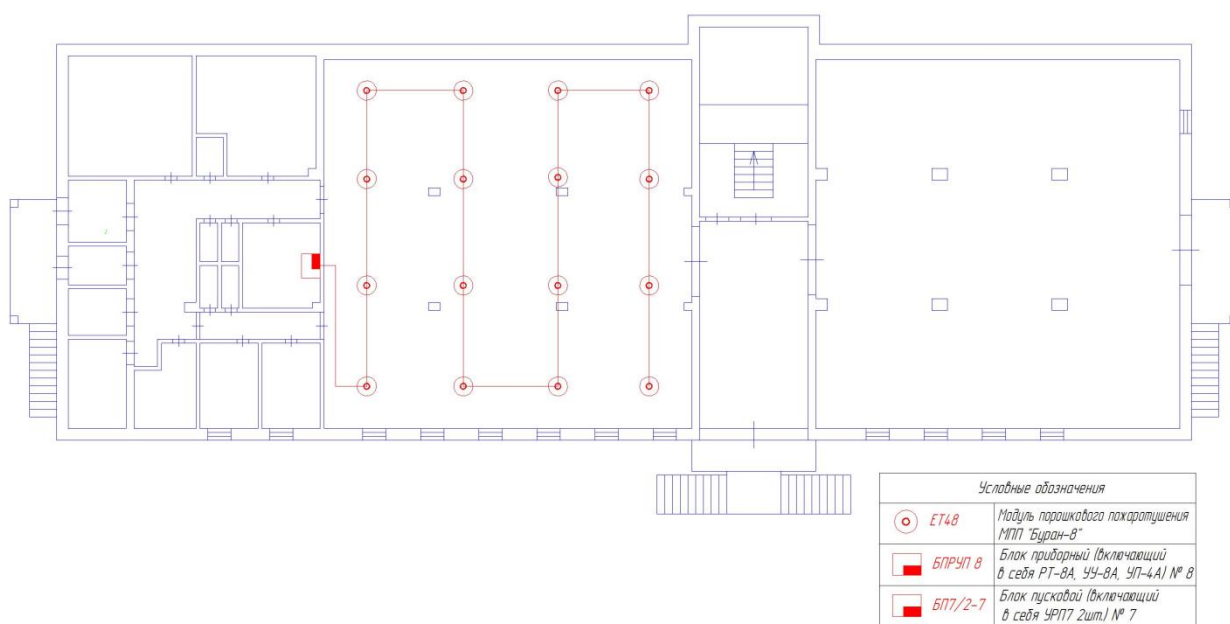 Условные обозначения
ЕТ48
Модуль порошкового пожаротушения
МПП "Буран-8"
БПРУП 8
Блок приборный (включающий
в себя РТ-8А, УУ-8А, УП-4А) № 8
БП7/2-7
Блок пусковой (включающий
в себя УРП7 2шт.) № 7